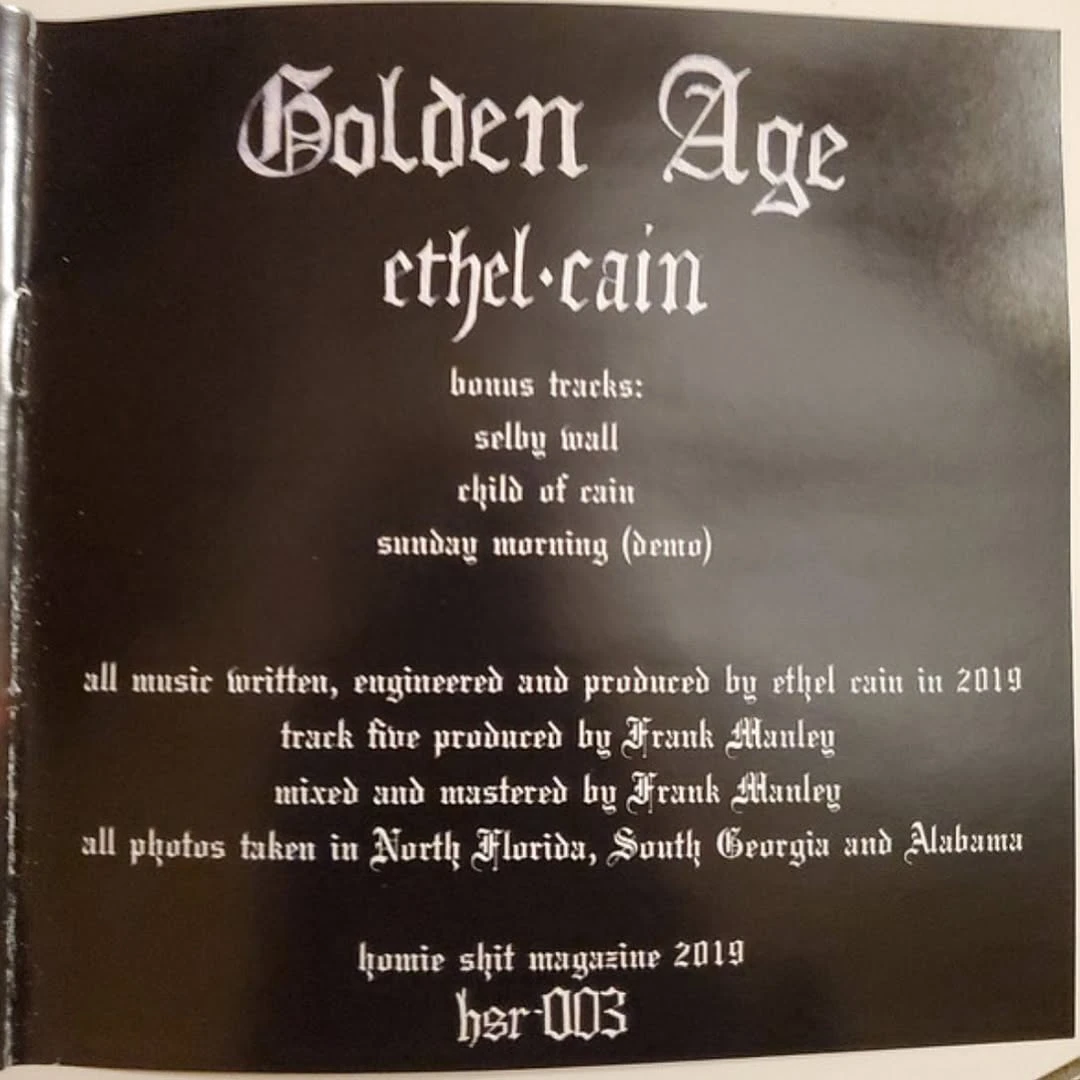 Golden Age
ethel·cain
bonus tracks:
selby wall
child of cain
sunday morning (demo)
all music written, engineered and produced by ethel cain in 2019
track five produced by Frank Manley
mixed and mastered by Frank Manley
all photos taken in North Florida, South Georgia and Alabama
homie shit magazine 2019
hsr-003